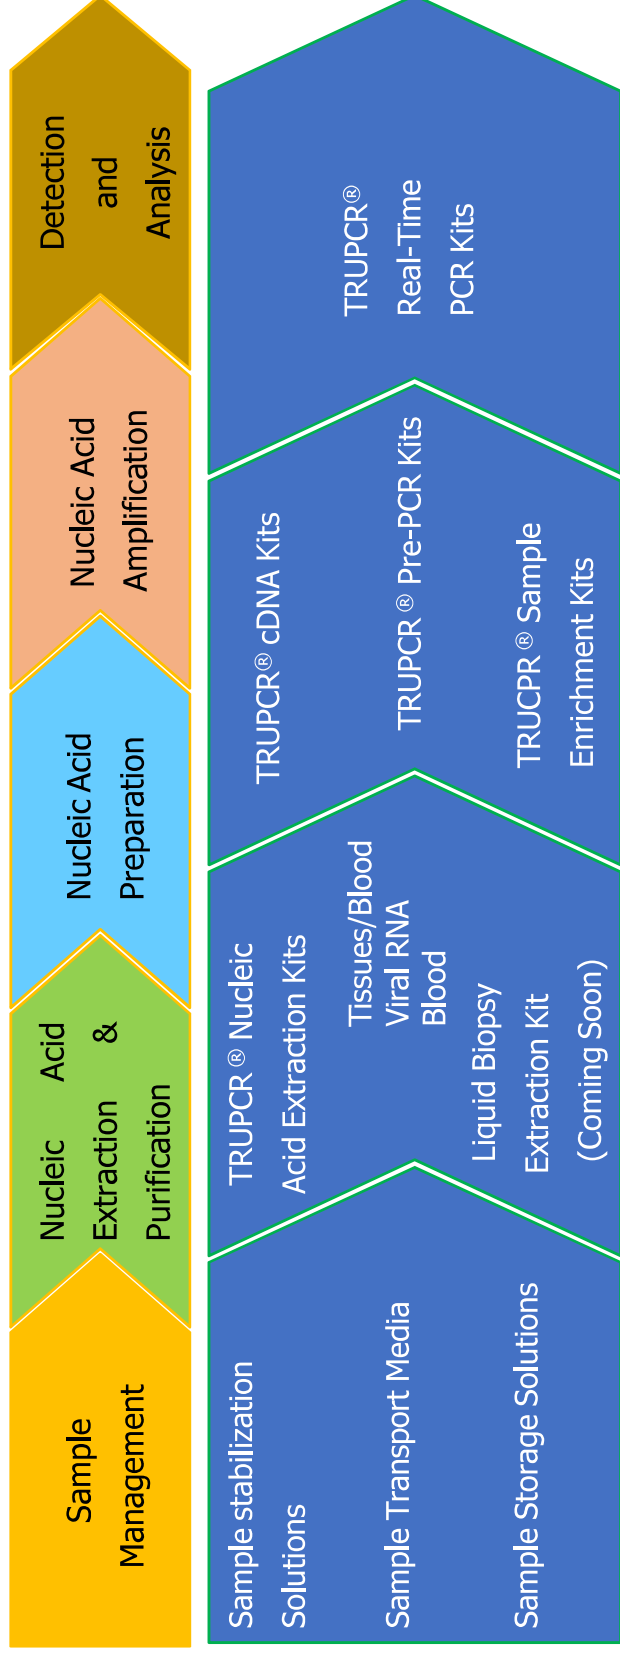 Sample
Management
Nucleic Acid
Extraction &
Purification
Nucleic Acid
Preparation
Nucleic Acid
Amplification
Detection
and
Analysis
Sample stabilization
Solutions
Sample Transport Media
Sample Storage Solutions
TRUPCR® Nucleic
Acid Extraction Kits
Tissues/Blood
Viral RNA
Blood
Liquid Biopsy
Extraction Kit
(Coming Soon)
TRUPCR® cDNA Kits
TRUPCR® Pre-PCR Kits
TRUCPR® Sample
Enrichment Kits
TRUPCR®
Real-Time
PCR Kits